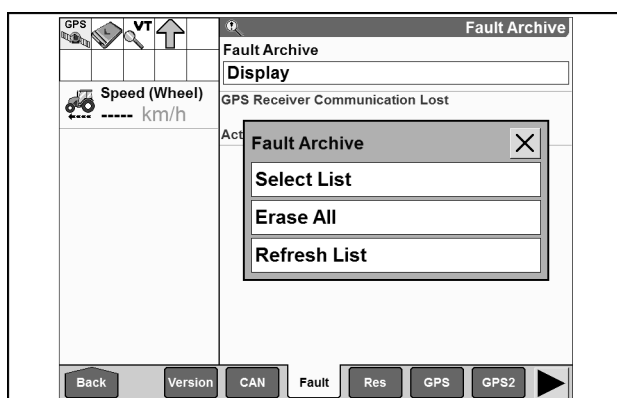 GPS
L
VT
Fault Archive
Fault Archive
Display
Speed (Wheel)
----- km/h
GPS Receiver Communication Lost
Act
Fault Archive
Select List
Erase All
Refresh List
Back
Version
CAN
Fault
Res
GPS
GPS2